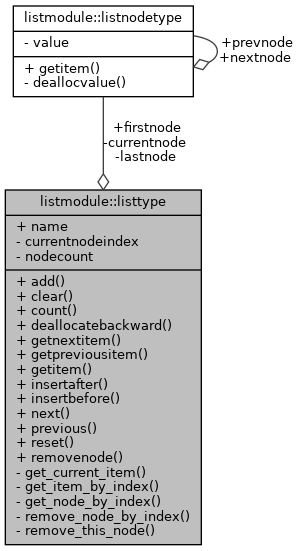 listmodule::listnodetype
- value
+ getitem()
- deallocvalue()
+prevnode
+nextnode
+firstnode
-currentnode
-lastnode
listmodule::listtype
+ name
- currentnodeindex
- nodecount
+ add()
+ clear()
+ count()
+ deallocatebackward()
+ getnextitem()
+ getpreviousitem()
+ getitem()
+ insertafter()
+ insertbefore()
+ next()
+ previous()
+ reset()
+ removenode()
- get_current_item()
- get_item_by_index()
- get_node_by_index()
- remove_node_by_index()
- remove_this_node()